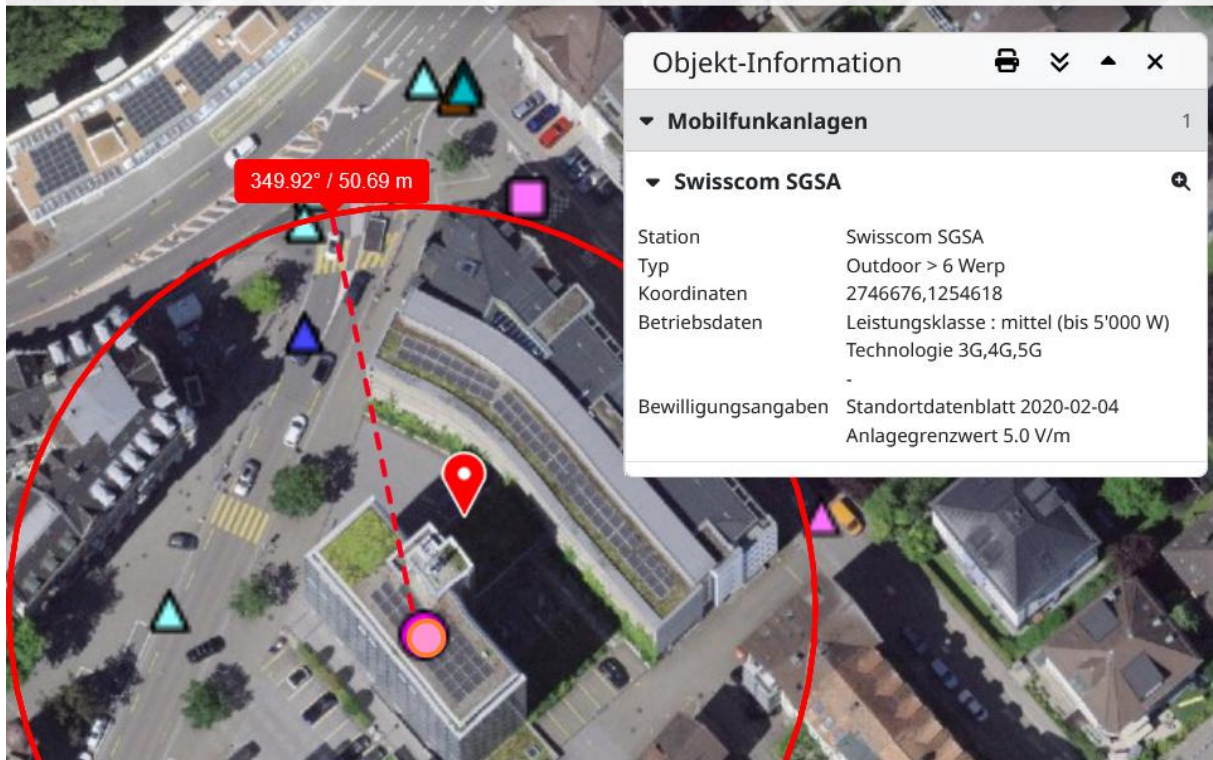 Objekt-Information
Mobilfunkanlagen 1
Swisscom SGSA
349.92° / 50.69 m
Station Swisscom SGSA
Typ Outdoor > 6 Werp
Koordinaten 2746676,1254618
Betriebsdaten Leistungsklasse : mittel (bis 5'000 W)
Technologie 3G,4G,5G
-
Bewilligungsangaben Standortdatenblatt 2020-02-04
Anlagegrenzwert 5.0 V/m